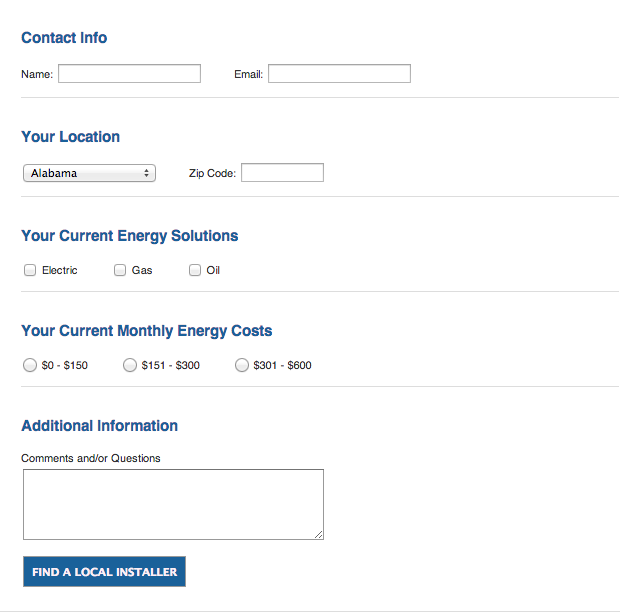 Contact Info
Name: Email:
Your Location
Alabama Zip Code:
Your Current Energy Solutions
Electric Gas Oil
Your Current Monthly Energy Costs
$0 - $150 $151 - $300 $301 - $600
Additional Information
Comments and/or Questions
FIND A LOCAL INSTALLER